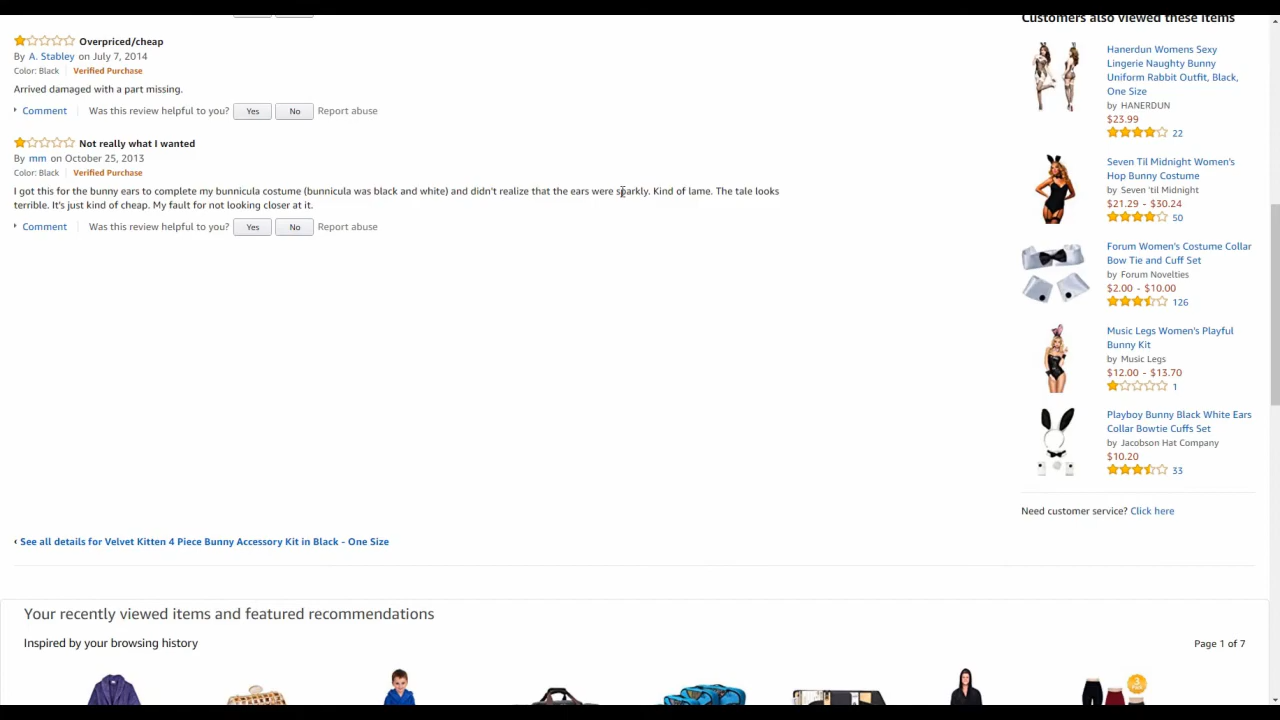 Overpriced/cheap
By A. Stabley on July 7, 2014
Color: Black Verified Purchase
Arrived damaged with a part missing.
Comment Was this review helpful to you? Yes No Report abuse
Not really what I wanted
By mm on October 25, 2013
Color: Black Verified Purchase
I got this for the bunny ears to complete my bunnicula costume (bunnicula was black and white) and didn't realize that the ears were sparkly. Kind of lame. The tale looks
terrible. It's just kind of cheap. My fault for not looking closer at it.
Comment Was this review helpful to you? Yes No Report abuse
‹ See all details for Velvet Kitten 4 Piece Bunny Accessory Kit in Black - One Size
Customers also viewed these items
Hanerdun Womens Sexy
Lingerie Naughty Bunny
Uniform Rabbit Outfit, Black,
One Size
by HANERDUN
$23.99
22
Seven Til Midnight Women's
Hop Bunny Costume
by Seven 'til Midnight
$21.29 - $30.24
50
Forum Women's Costume Collar
Bow Tie and Cuff Set
by Forum Novelties
$2.00 - $10.00
126
Music Legs Women's Playful
Bunny Kit
by Music Legs
$12.00 - $13.70
1
Playboy Bunny Black White Ears
Collar Bowtie Cuffs Set
by Jacobson Hat Company
$10.20
33
Need customer service? Click here
Your recently viewed items and featured recommendations
Inspired by your browsing history
Page 1 of 7